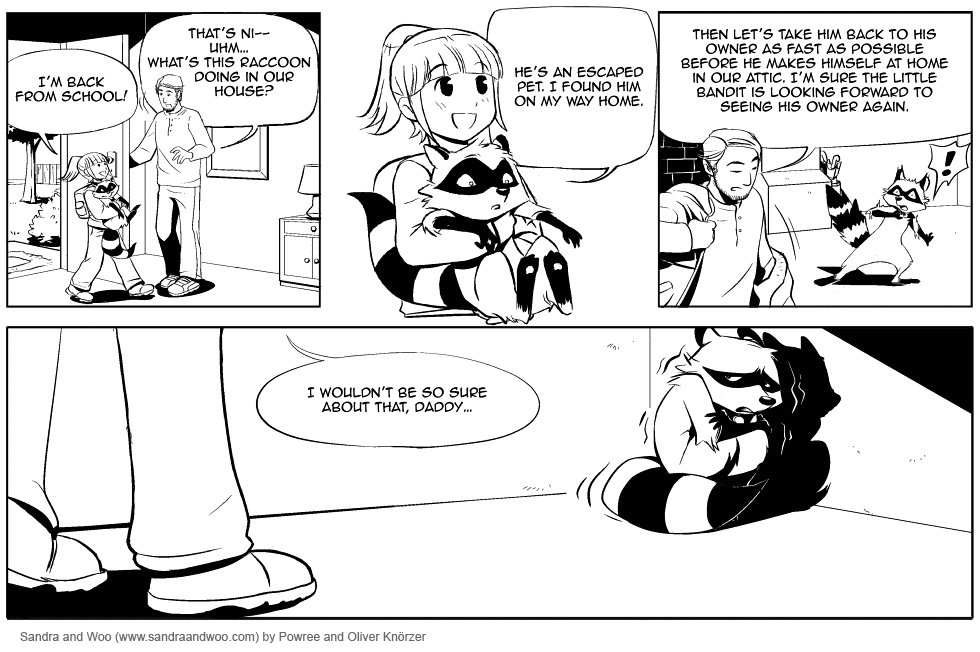 I'M BACK
FROM SCHOOL!
THAT'S NI--
UHM...
WHAT'S THIS RACCOON
DOING IN OUR
HOUSE?
HE'S AN ESCAPED
PET. I FOUND HIM
ON MY WAY HOME.
THEN LET'S TAKE HIM BACK TO HIS
OWNER AS FAST AS POSSIBLE
BEFORE HE MAKES HIMSELF AT HOME
IN OUR ATTIC. I'M SURE THE LITTLE
BANDIT IS LOOKING FORWARD TO
SEEING HIS OWNER AGAIN.
!
I WOULDN'T BE SO SURE
ABOUT THAT, DADDY...
Sandra and Woo (www.sandraandwoo.com) by Powree and Oliver Knörzer